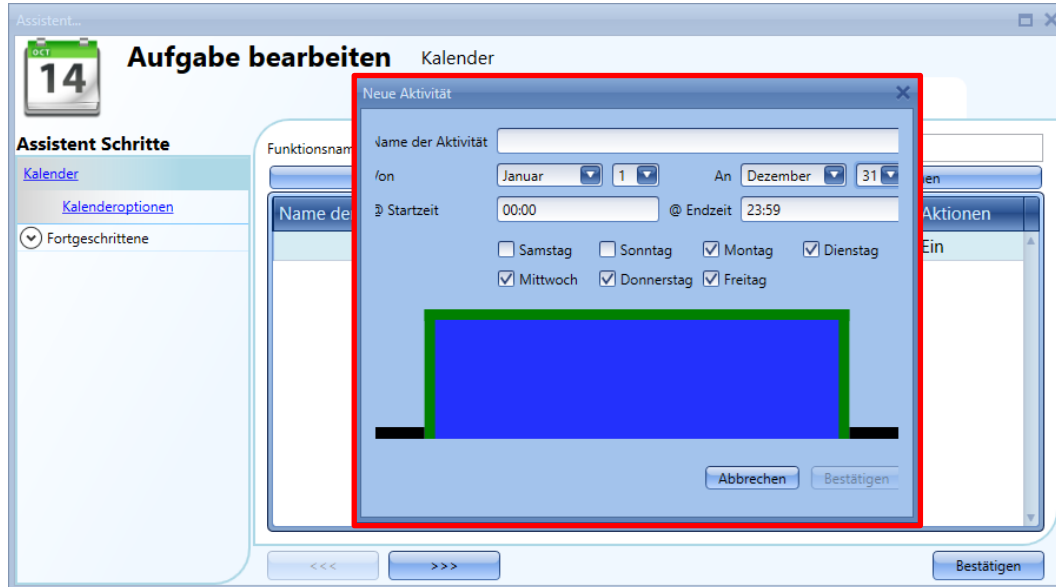 Assistent...
OCT
14
Aufgabe bearbeiten Kalender
Neue Aktivität
Assistent Schritte
Kalender
Kalenderoptionen
Fortgeschrittene
Funktionsnam
Name der Aktivität
Von Januar 1 An Dezember 31
@ Startzeit 00:00 @ Endzeit 23:59
Samstag Sonntag Montag Dienstag
Mittwoch Donnerstag Freitag
Name de
Aktionen
Ein
Abbrechen Bestätigen
<<< >>> Bestätigen